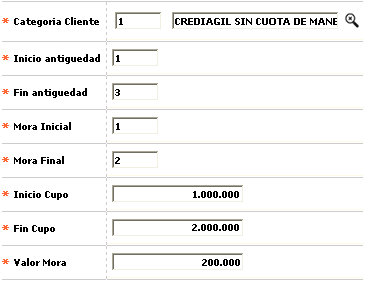 * Categoria Cliente 1 CREDIAGIL SIN CUOTA DE MANE
* Inicio antiguedad 1
* Fin antiguedad 3
* Mora Inicial 1
* Mora Final 2
* Inicio Cupo 1.000.000
* Fin Cupo 2.000.000
* Valor Mora 200.000